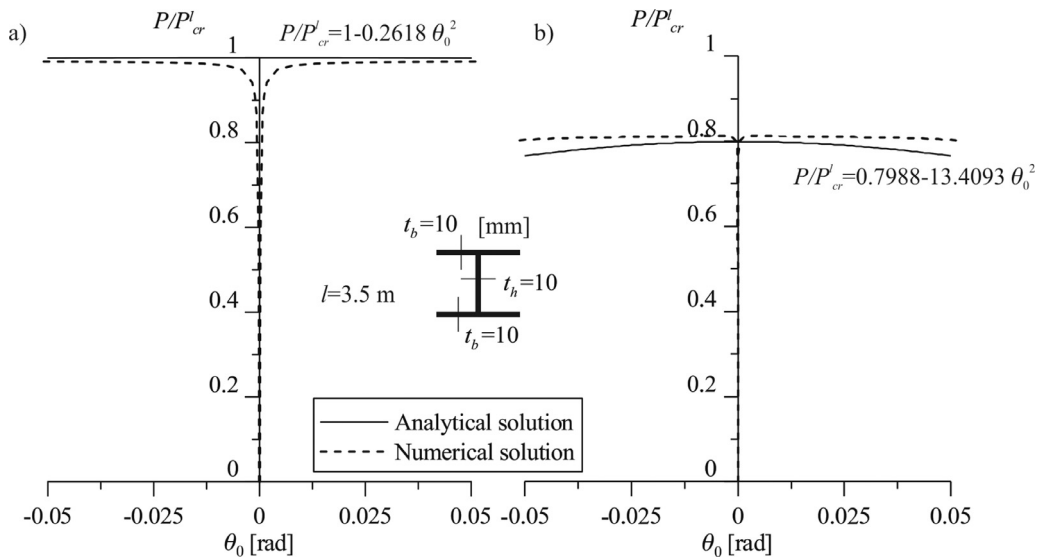 a)
P/P^l_cr
P/P^l_cr=1-0.2618 θ_0^2
1
0.8
0.6
0.4
0.2
0
-0.05
-0.025
0
0.025
0.05
θ_0 [rad]
b)
P/P^l_cr
1
0.8
P/P^l_cr=0.7988-13.4093 θ_0^2
0.6
0.4
0.2
0
-0.05
-0.025
0
0.025
0.05
θ_0 [rad]
t_b=10 [mm]
l=3.5 m
t_h=10
t_b=10
Analytical solution
Numerical solution